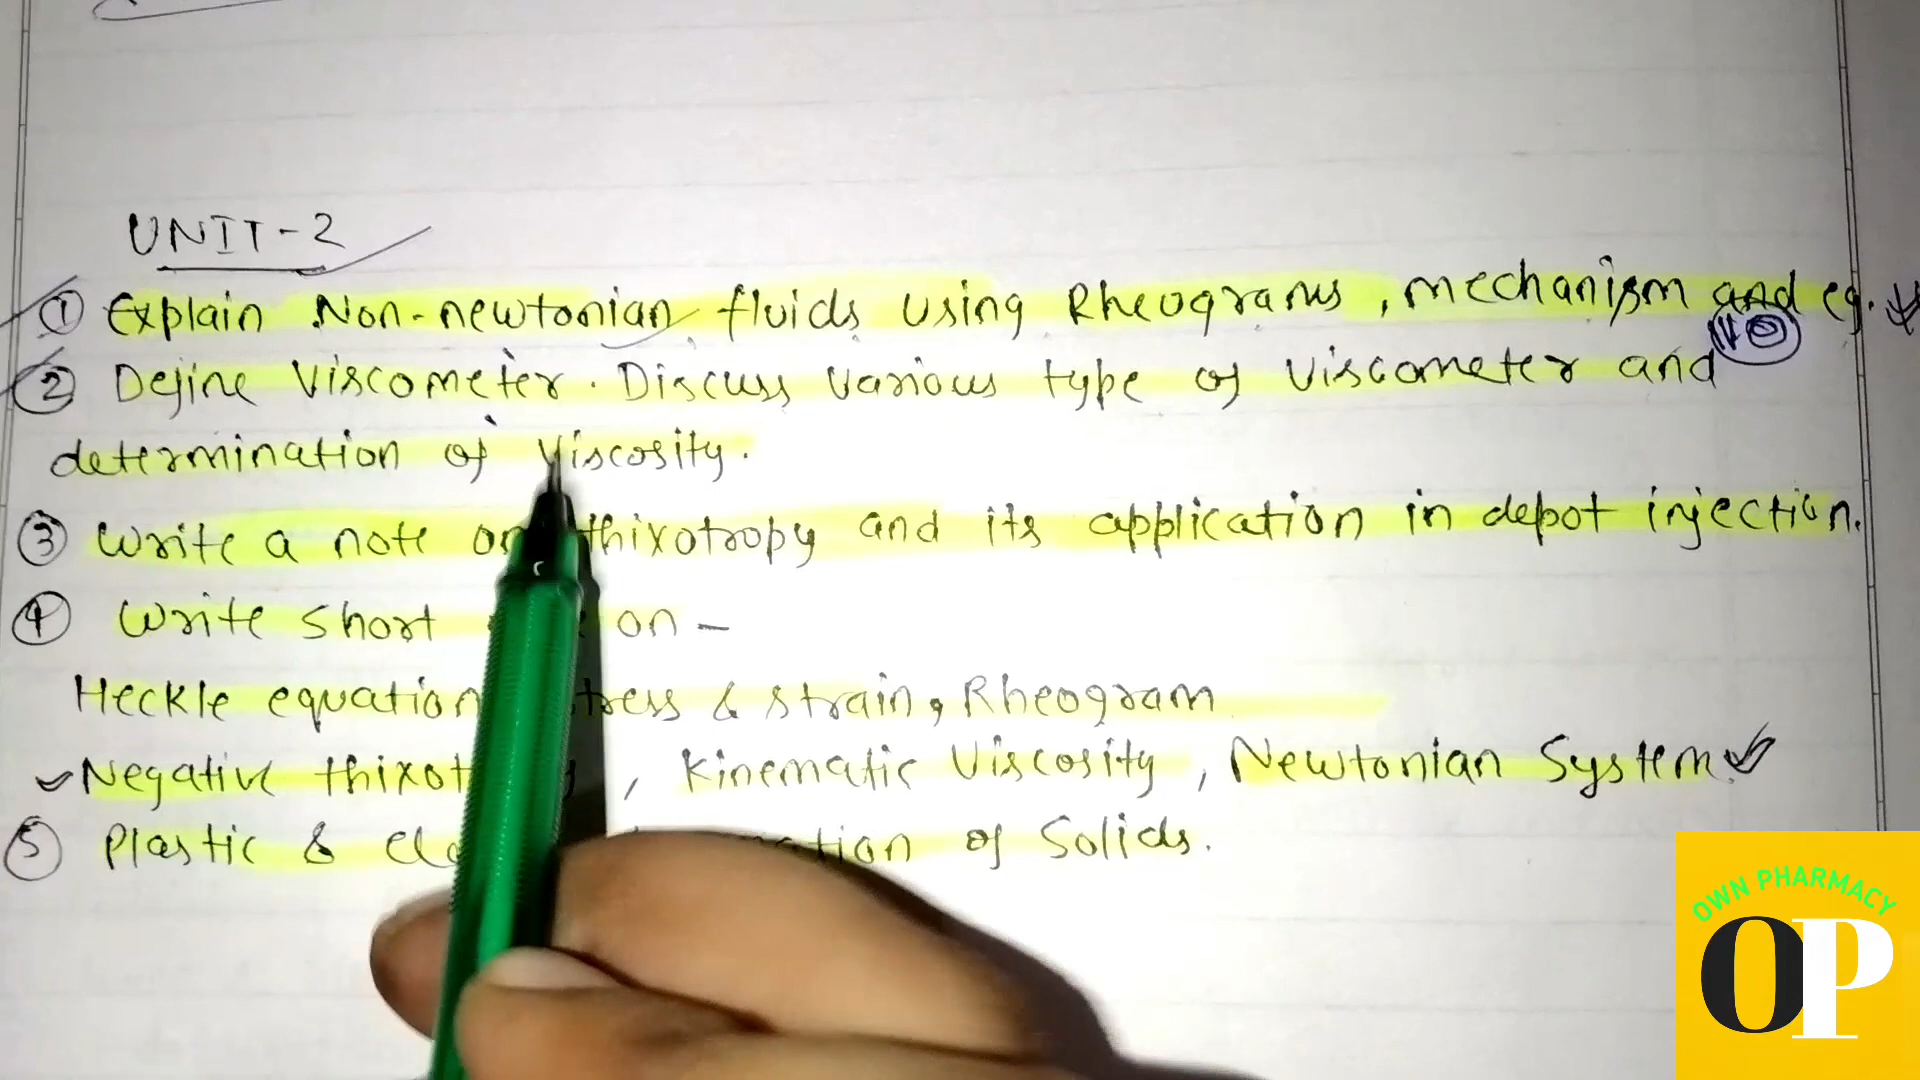 UNIT-2
① Explain Non-newtonian fluids using Rheograms, mechanism and eg.
② Define Viscometer. Discuss various type of viscometer and
determination of Viscosity.
③ Write a note on thixotropy and its application in depot injection.
④ Write short on -
Heckle equation stress & strain, Rheogram
Negative , Kinematic Viscosity, Newtonian System
⑤ Plastic & of Solids.
OWN PHARMACY
OP